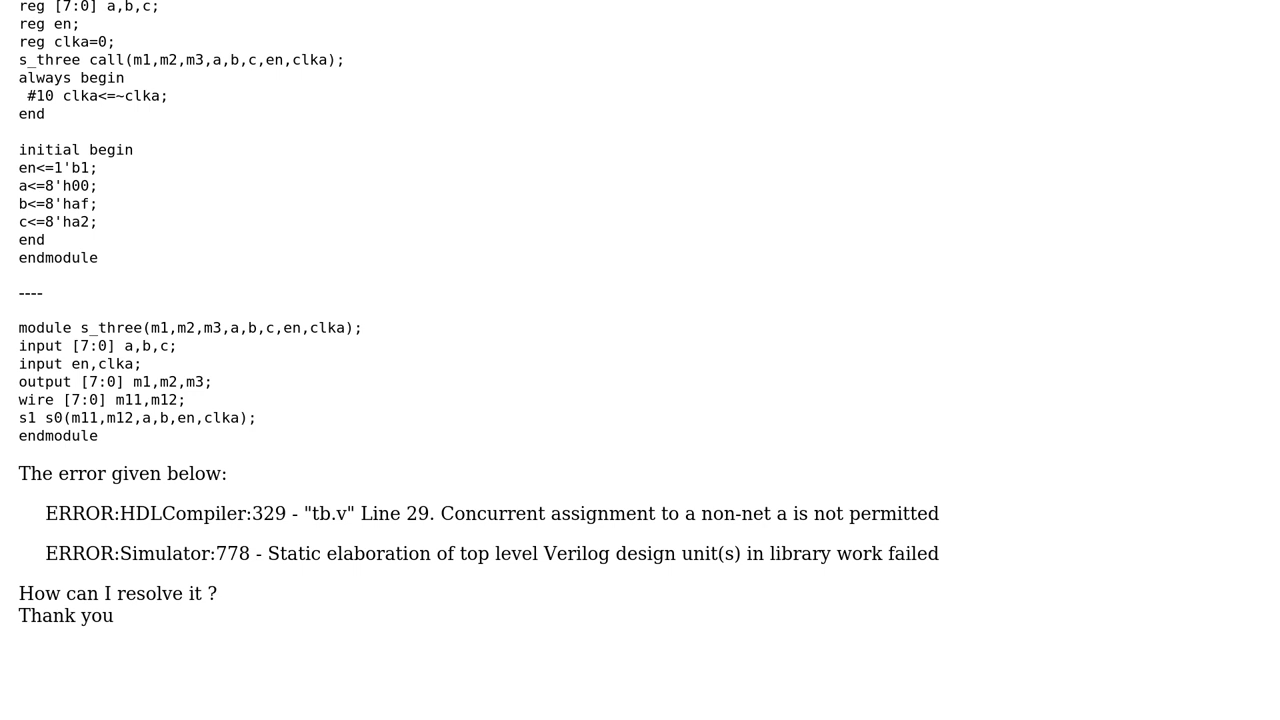 reg [7:0] a,b,c;
reg en;
reg clka=0;
s_three call(m1,m2,m3,a,b,c,en,clka);
always begin
 #10 clka<=~clka;
end

initial begin
en<=1'b1;
a<=8'h00;
b<=8'haf;
c<=8'ha2;
end
endmodule

----

module s_three(m1,m2,m3,a,b,c,en,clka);
input [7:0] a,b,c;
input en,clka;
output [7:0] m1,m2,m3;
wire [7:0] m11,m12;
s1 s0(m11,m12,a,b,en,clka);
endmodule

The error given below:

ERROR:HDLCompiler:329 - "tb.v" Line 29. Concurrent assignment to a non-net a is not permitted

ERROR:Simulator:778 - Static elaboration of top level Verilog design unit(s) in library work failed

How can I resolve it ?
Thank you